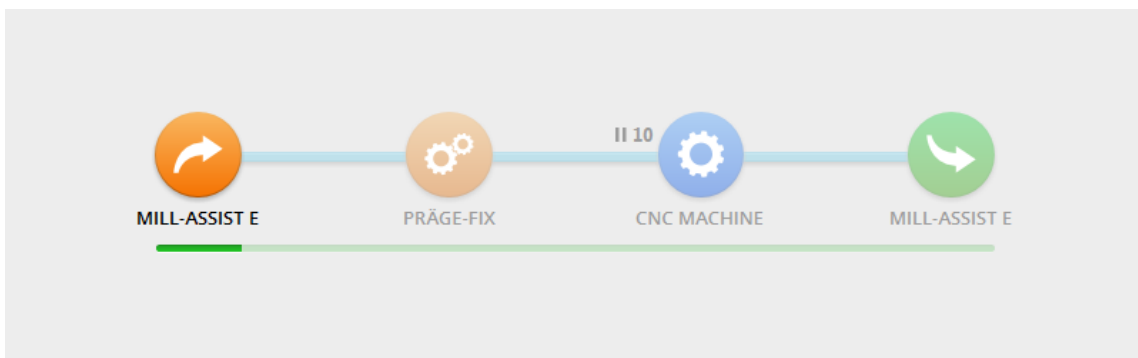 II 10
MILL-ASSIST E
PRÄGE-FIX
CNC MACHINE
MILL-ASSIST E